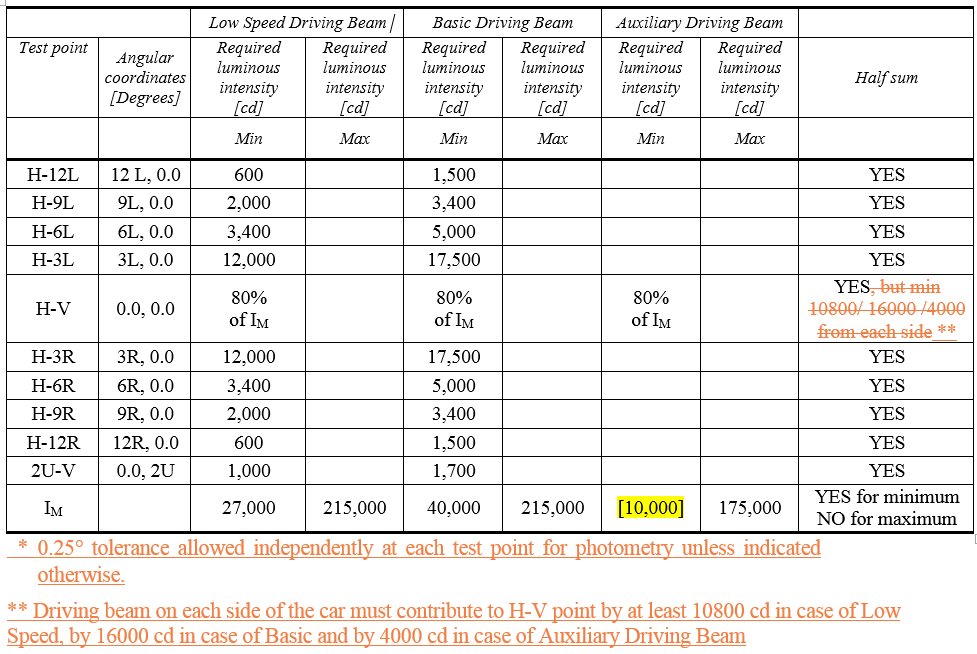 Low Speed Driving Beam / Basic Driving Beam Auxiliary Driving Beam
Test point Angular coordinates [Degrees] Required luminous intensity [cd] Required luminous intensity [cd] Required luminous intensity [cd] Required luminous intensity [cd] Required luminous intensity [cd] Required luminous intensity [cd] Half sum
Min Max Min Max Min Max
H-12L 12 L, 0.0 600 1,500 YES
H-9L 9L, 0.0 2,000 3,400 YES
H-6L 6L, 0.0 3,400 5,000 YES
H-3L 3L, 0.0 12,000 17,500 YES
H-V 0.0, 0.0 80% of IM 80% of IM 80% of IM YES, but min 10800/ 16000 /4000 from each side **
H-3R 3R, 0.0 12,000 17,500 YES
H-6R 6R, 0.0 3,400 5,000 YES
H-9R 9R, 0.0 2,000 3,400 YES
H-12R 12R, 0.0 600 1,500 YES
2U-V 0.0, 2U 1,000 1,700 YES
IM 27,000 215,000 40,000 215,000 [10,000] 175,000 YES for minimum NO for maximum
* 0.25° tolerance allowed independently at each test point for photometry unless indicated
otherwise.
** Driving beam on each side of the car must contribute to H-V point by at least 10800 cd in case of Low
Speed, by 16000 cd in case of Basic and by 4000 cd in case of Auxiliary Driving Beam